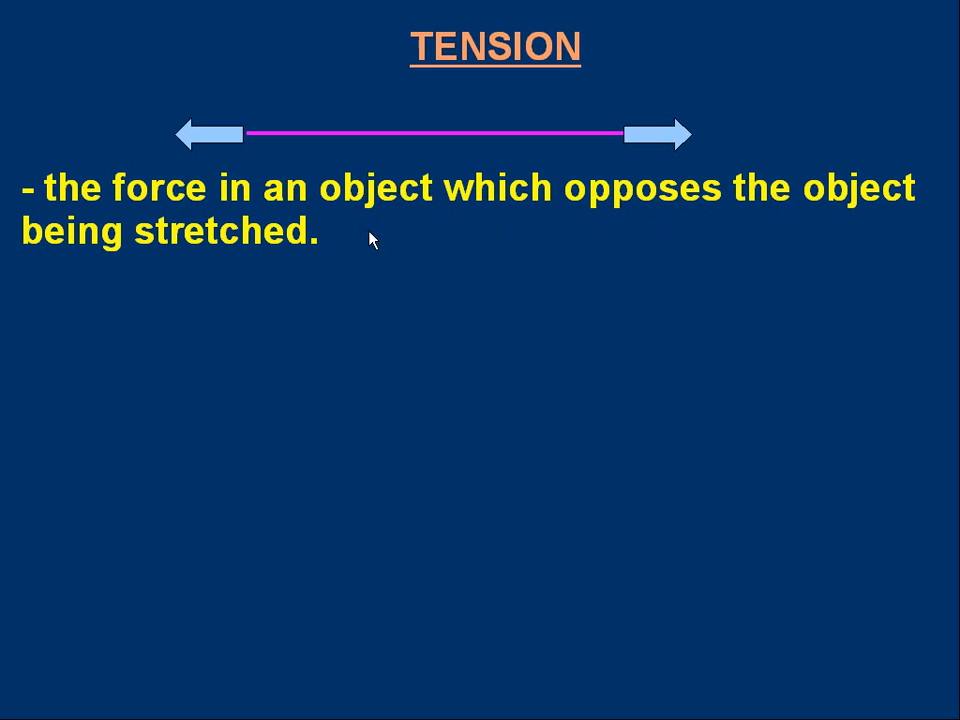 TENSION
- the force in an object which opposes the object
being stretched.